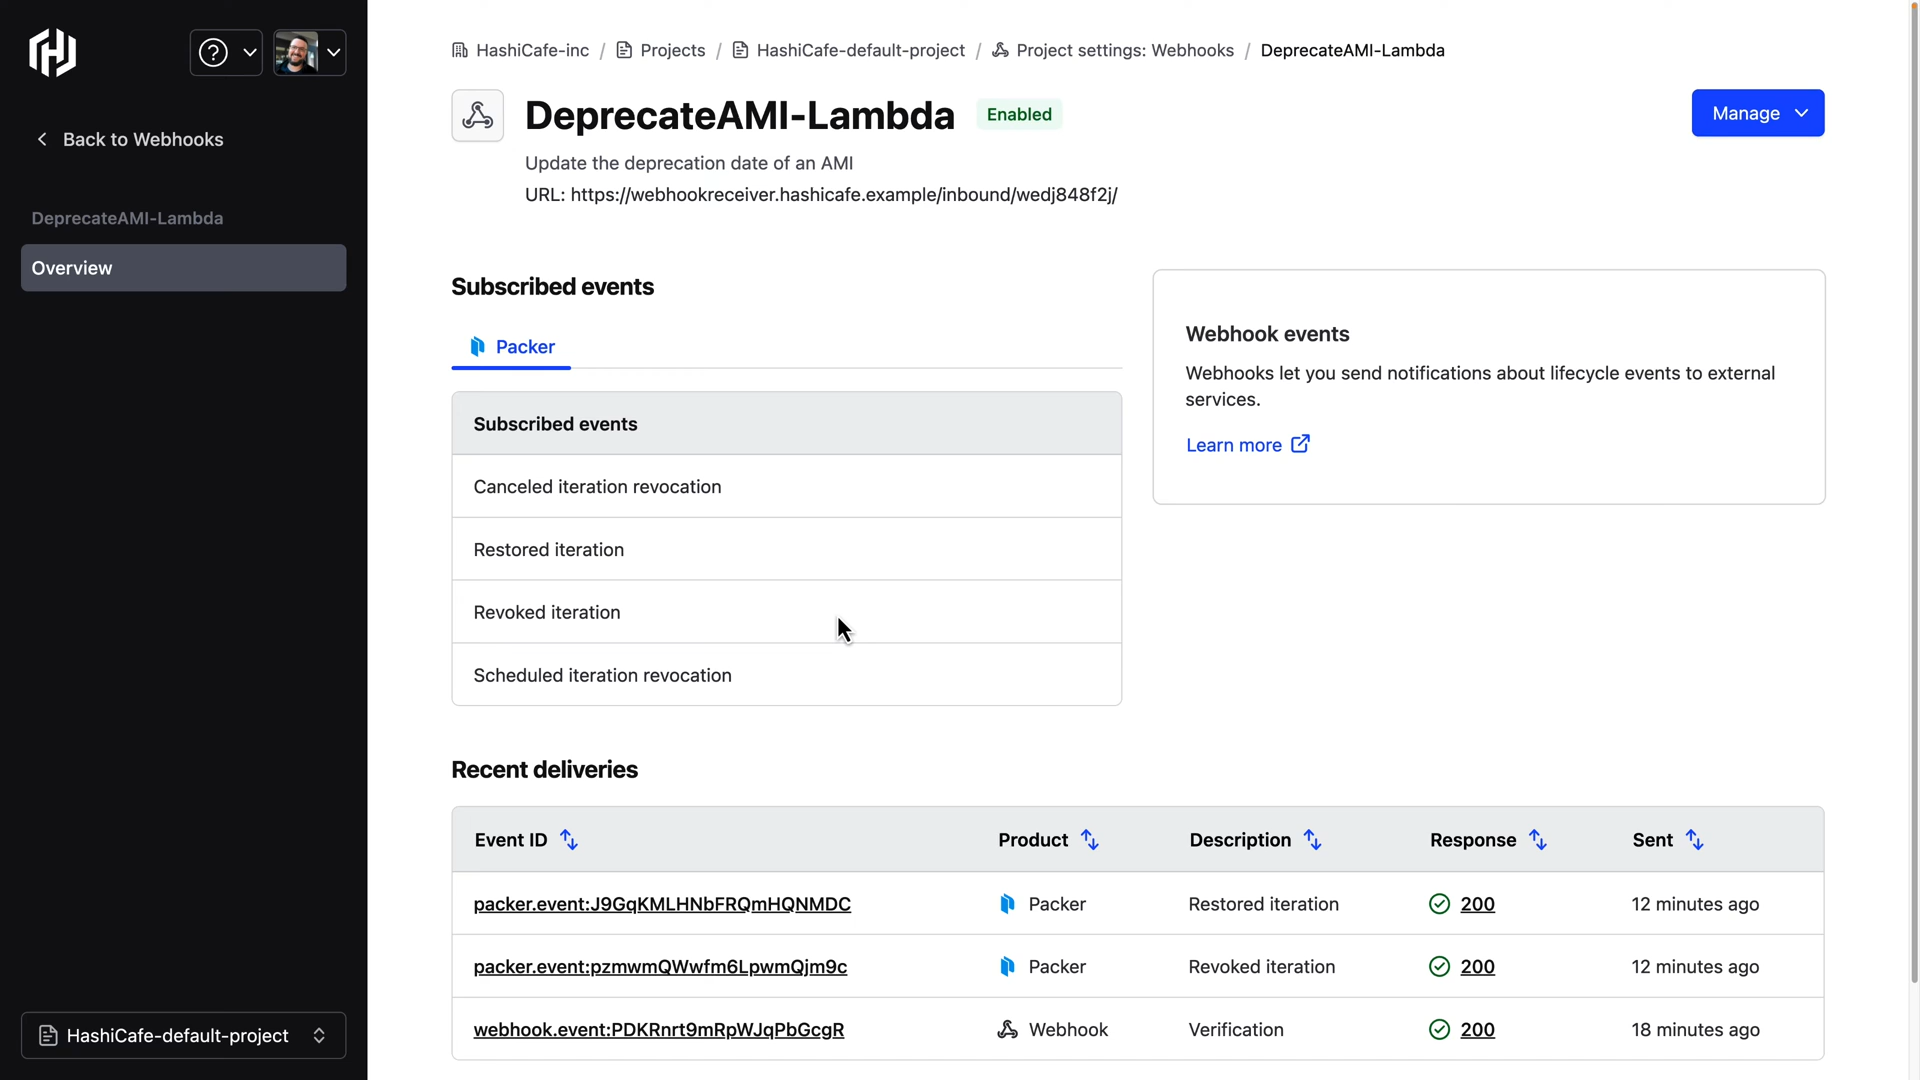 HashiCafe-inc / Projects / HashiCafe-default-project / Project settings: Webhooks / DeprecateAMI-Lambda
Back to Webhooks
DeprecateAMI-Lambda
Overview
HashiCafe-default-project
DeprecateAMI-Lambda Enabled
Manage
Update the deprecation date of an AMI
URL: https://webhookreceiver.hashicafe.example/inbound/wedj848f2j/
Subscribed events
Packer
Subscribed events
Canceled iteration revocation
Restored iteration
Revoked iteration
Scheduled iteration revocation
Webhook events
Webhooks let you send notifications about lifecycle events to external
services.
Learn more
Recent deliveries
Event ID Product Description Response Sent
packer.event:J9GqKMLHNbFRQmHQNMDC Packer Restored iteration 200 12 minutes ago
packer.event:pzmwmQWwfm6LpwmQjm9c Packer Revoked iteration 200 12 minutes ago
webhook.event:PDKRnrt9mRpWJqPbGcgR Webhook Verification 200 18 minutes ago